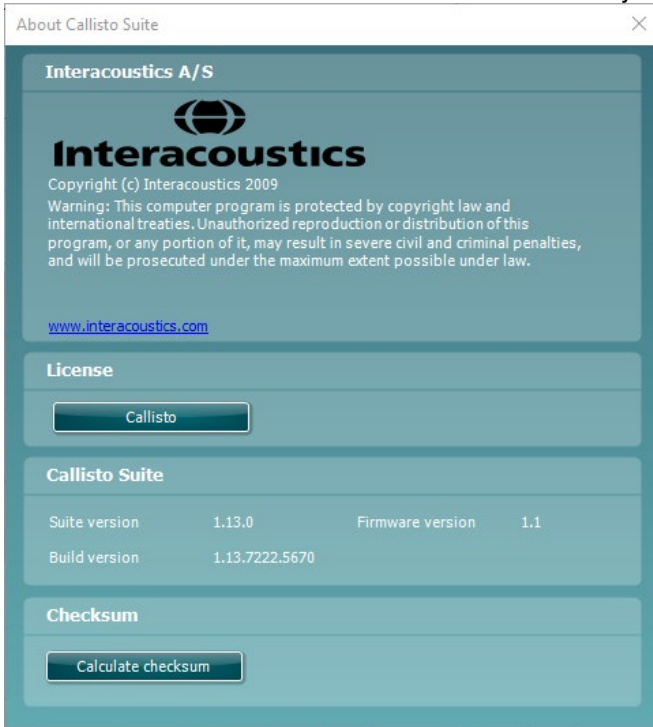 About Callisto Suite
Interacoustics A/S
Interacoustics
Copyright (c) Interacoustics 2009
Warning: This computer program is protected by copyright law and
international treaties. Unauthorized reproduction or distribution of this
program, or any portion of it, may result in severe civil and criminal penalties,
and will be prosecuted under the maximum extent possible under law.
www.interacoustics.com
License
Callisto
Callisto Suite
Suite version 1.13.0 Firmware version 1.1
Build version 1.13.7222.5670
Checksum
Calculate checksum